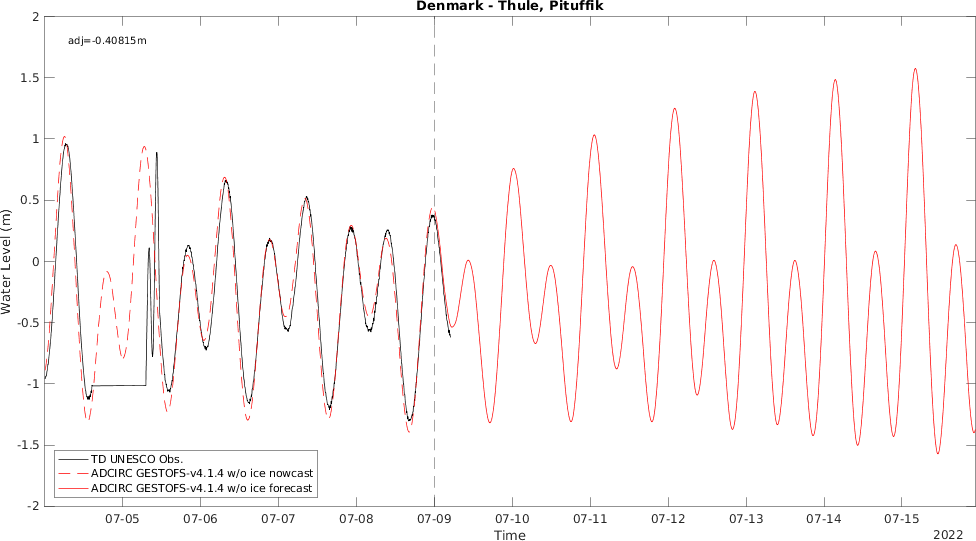 Denmark - Thule, Pituffik
adj=-0.40815m
2
1.5
1
0.5
0
-0.5
-1
-1.5
-2
Water Level (m)
TD UNESCO Obs.
ADCIRC GESTOFS-v4.1.4 w/o ice nowcast
ADCIRC GESTOFS-v4.1.4 w/o ice forecast
07-05 07-06 07-07 07-08 07-09 07-10 07-11 07-12 07-13 07-14 07-15
Time
2022